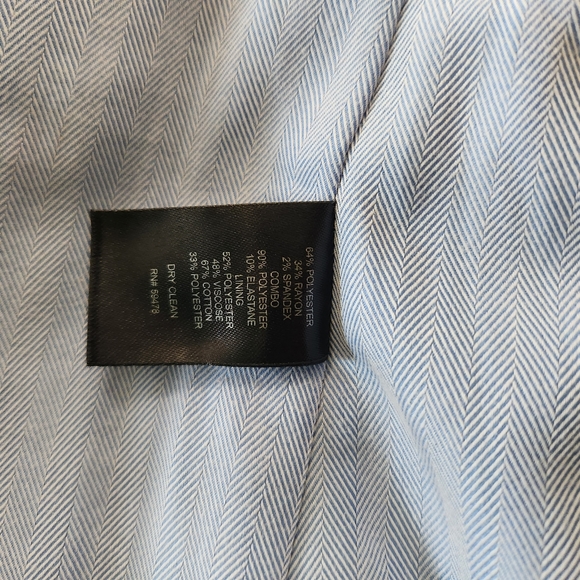 64% POLYESTER
34% RAYON
2% SPANDEX
COMBO
90% POLYESTER
10% ELASTANE
LINING
52% POLYESTER
48% VISCOSE
67% COTTON
33% POLYESTER
DRY CLEAN
RN# 59478